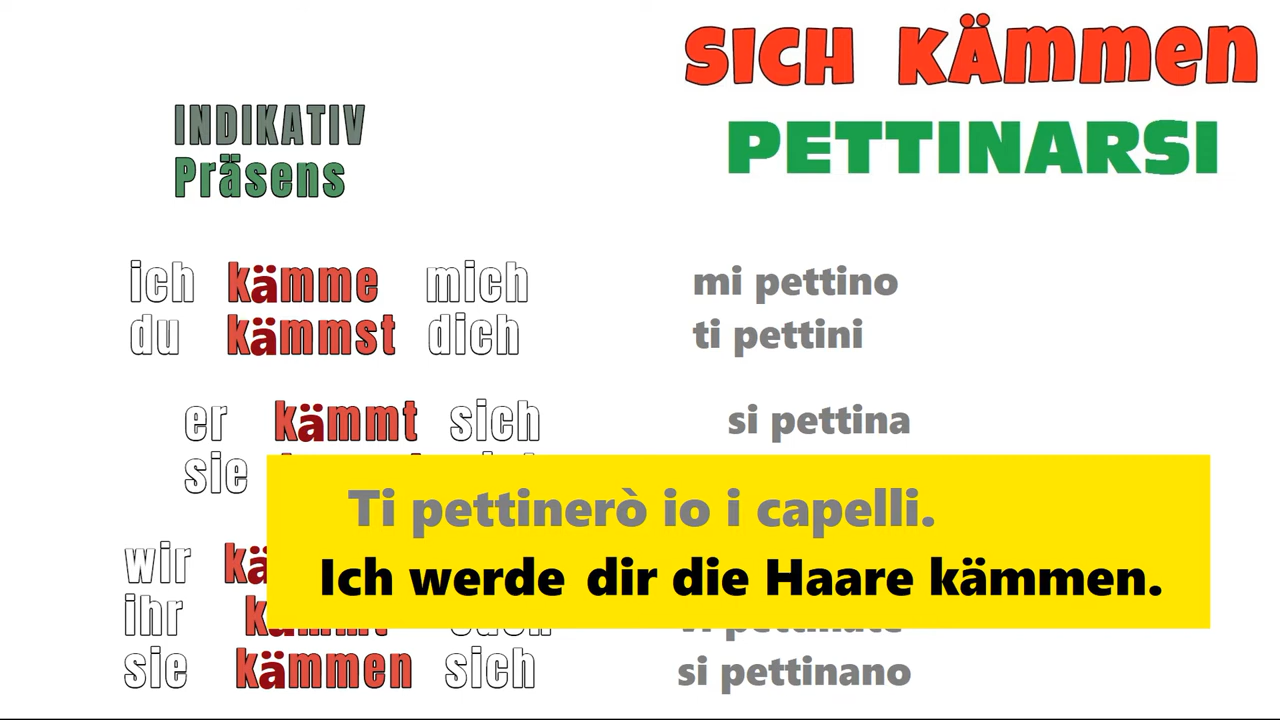 SICH KÄMMEN
PETTINARSI
INDIKATIV
Präsens
ich kämme mich mi pettino
du kämmst dich ti pettini
er kämmt sich si pettina
sie
Ti pettinerò io i capelli.
Ich werde dir die Haare kämmen.
wir
ihr
sie kämmen sich si pettinano